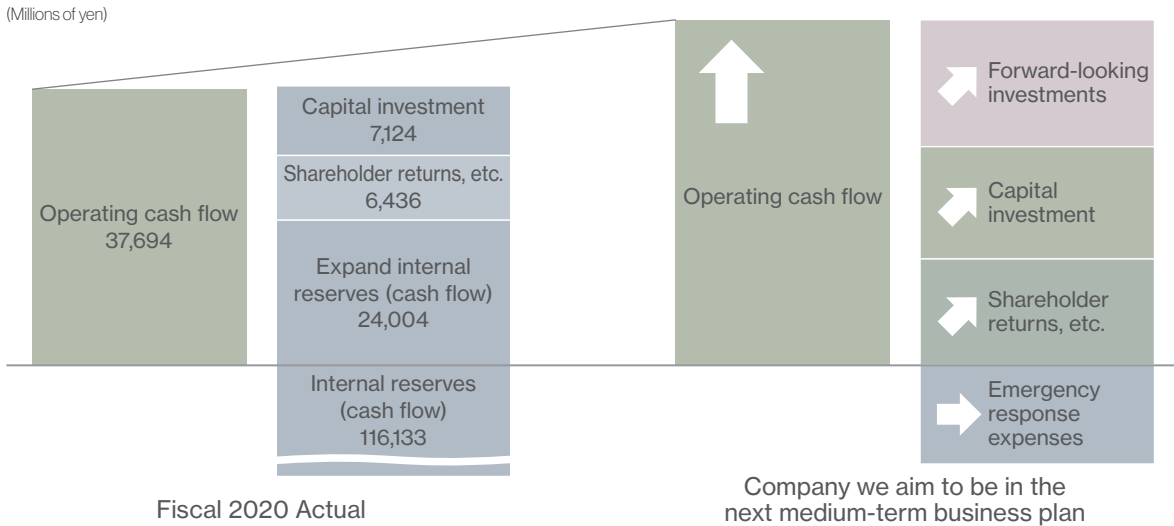 (Millions of yen)
Operating cash flow
37,694
Capital investment
7,124
Shareholder returns, etc.
6,436
Expand internal
reserves (cash flow)
24,004
Internal reserves
(cash flow)
116,133
Fiscal 2020 Actual
Operating cash flow
Forward-looking
investments
Capital
investment
Shareholder
returns, etc.
Emergency
response
expenses
Company we aim to be in the
next medium-term business plan